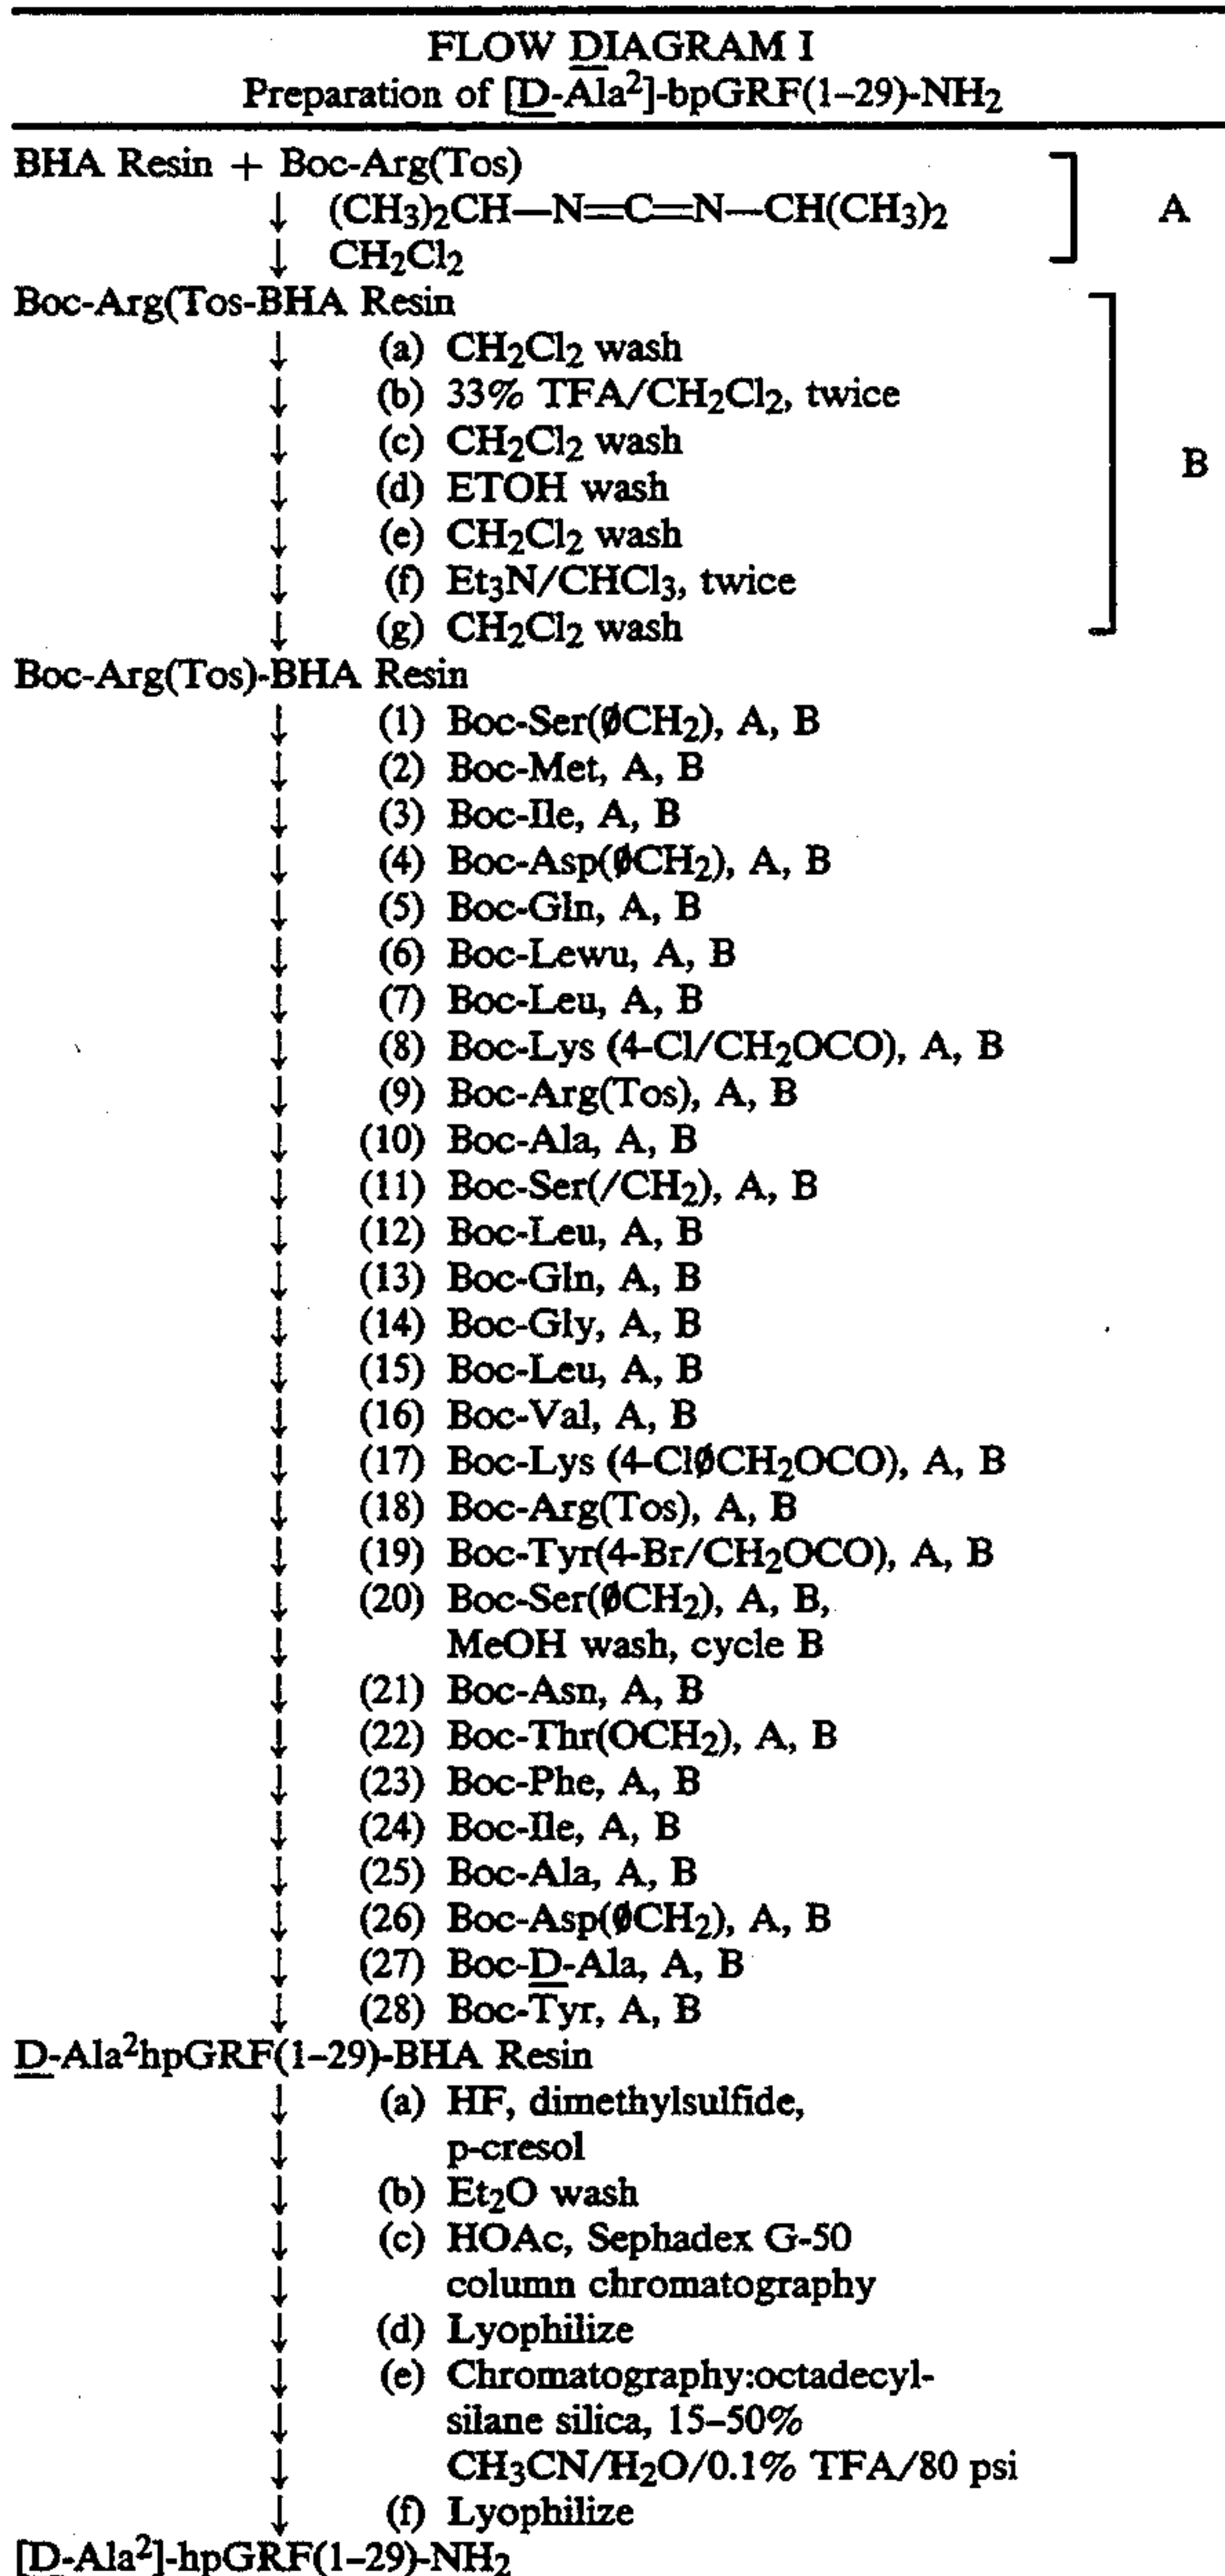 FLOW DIAGRAM I
Preparation of [D-Ala²]-bpGRF(1–29)-NH₂
BHA Resin + Boc-Arg(Tos)
↓ (CH₃)₂CH—N=C=N—CH(CH₃)₂ A
↓ CH₂Cl₂
Boc-Arg(Tos-BHA Resin
↓ (a) CH₂Cl₂ wash
↓ (b) 33% TFA/CH₂Cl₂, twice
↓ (c) CH₂Cl₂ wash B
↓ (d) ETOH wash
↓ (e) CH₂Cl₂ wash
↓ (f) Et₃N/CHCl₃, twice
↓ (g) CH₂Cl₂ wash
Boc-Arg(Tos)-BHA Resin
↓ (1) Boc-Ser(ØCH₂), A, B
↓ (2) Boc-Met, A, B
↓ (3) Boc-Ile, A, B
↓ (4) Boc-Asp(ØCH₂), A, B
↓ (5) Boc-Gln, A, B
↓ (6) Boc-Lewu, A, B
↓ (7) Boc-Leu, A, B
↓ (8) Boc-Lys (4-Cl/CH₂OCO), A, B
↓ (9) Boc-Arg(Tos), A, B
↓ (10) Boc-Ala, A, B
↓ (11) Boc-Ser(/CH₂), A, B
↓ (12) Boc-Leu, A, B
↓ (13) Boc-Gln, A, B
↓ (14) Boc-Gly, A, B
↓ (15) Boc-Leu, A, B
↓ (16) Boc-Val, A, B
↓ (17) Boc-Lys (4-ClØCH₂OCO), A, B
↓ (18) Boc-Arg(Tos), A, B
↓ (19) Boc-Tyr(4-Br/CH₂OCO), A, B
↓ (20) Boc-Ser(ØCH₂), A, B,
↓ MeOH wash, cycle B
↓ (21) Boc-Asn, A, B
↓ (22) Boc-Thr(OCH₂), A, B
↓ (23) Boc-Phe, A, B
↓ (24) Boc-Ile, A, B
↓ (25) Boc-Ala, A, B
↓ (26) Boc-Asp(ØCH₂), A, B
↓ (27) Boc-D-Ala, A, B
↓ (28) Boc-Tyr, A, B
D-Ala²hpGRF(1–29)-BHA Resin
↓ (a) HF, dimethylsulfide,
↓ p-cresol
↓ (b) Et₂O wash
↓ (c) HOAc, Sephadex G-50
↓ column chromatography
↓ (d) Lyophilize
↓ (e) Chromatography:octadecyl-
↓ silane silica, 15–50%
↓ CH₃CN/H₂O/0.1% TFA/80 psi
↓ (f) Lyophilize
[D-Ala²]-hpGRF(1–29)-NH₂